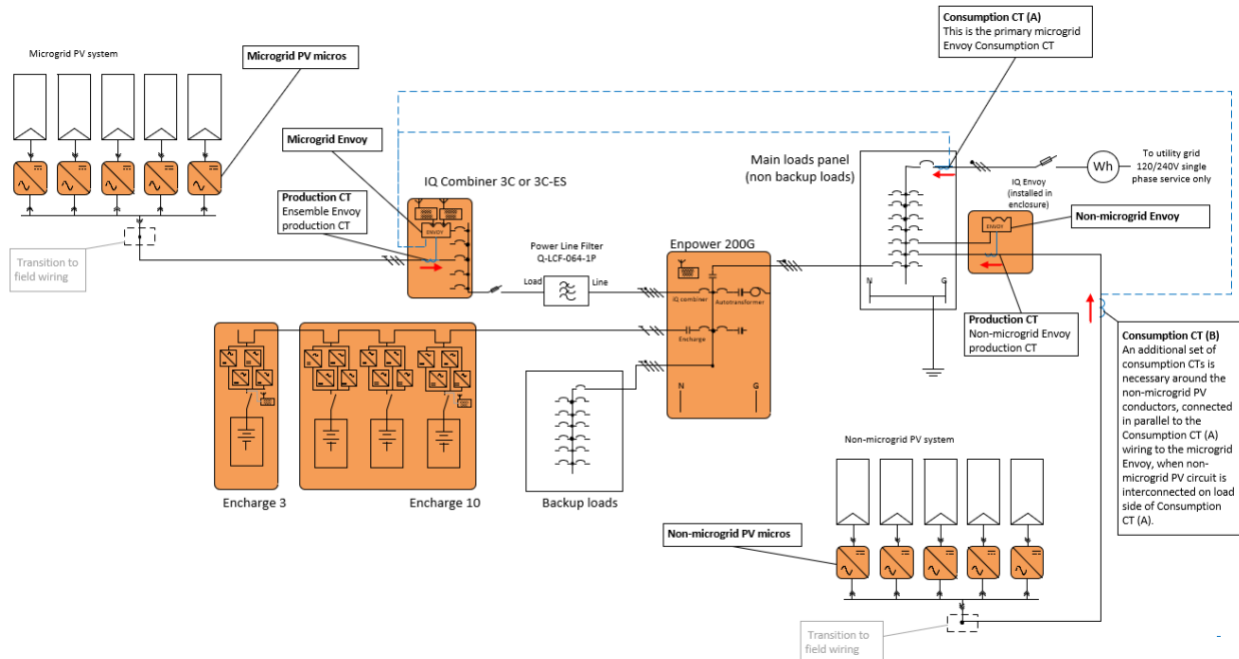 Microgrid PV system
Microgrid PV micros
Transition to
field wiring
Microgrid Envoy
Production CT
Ensemble Envoy
production CT
IQ Combiner 3C or 3C-ES
ENVOY
Power Line Filter
Q-LCF-064-1P
Load
Line
Enpower 200G
IQ combiner
Autotransformer
Encharge
N
G
Encharge 3
Encharge 10
Backup loads
Consumption CT (A)
This is the primary microgrid
Envoy Consumption CT
Main loads panel
(non backup loads)
N
G
Wh
To utility grid
120/240V single
phase service only
IQ Envoy
(installed in
enclosure)
ENVOY
Non-microgrid Envoy
Production CT
Non-microgrid Envoy
production CT
Consumption CT (B)
An additional set of
consumption CTs is
necessary around the
non-microgrid PV
conductors, connected
in parallel to the
Consumption CT (A)
wiring to the microgrid
Envoy, when non-
microgrid PV circuit is
interconnected on load
side of Consumption
CT (A).
Non-microgrid PV system
Non-microgrid PV micros
Transition to
field wiring